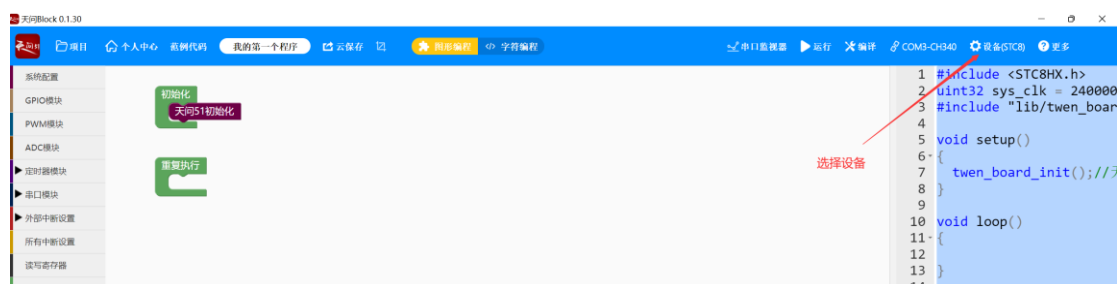 天问Block 0.1.30
天问51 项目 个人中心 范例代码 我的第一个程序 云保存 图形编程 </> 字符编程 串口监视器 运行 编译 COM3-CH340 设备(STC8) 更多
系统配置
GPIO模块
PWM模块
ADC模块
定时器模块
串口模块
外部中断设置
所有中断设置
读写寄存器
初始化
天问51初始化
重复执行
选择设备
1 #include <STC8HX.h>
2 uint32 sys_clk = 240000
3 #include "lib/twen_boar
4
5 void setup()
6 {
7 twen_board_init();//
8 }
9
10 void loop()
11 {
12
13 }